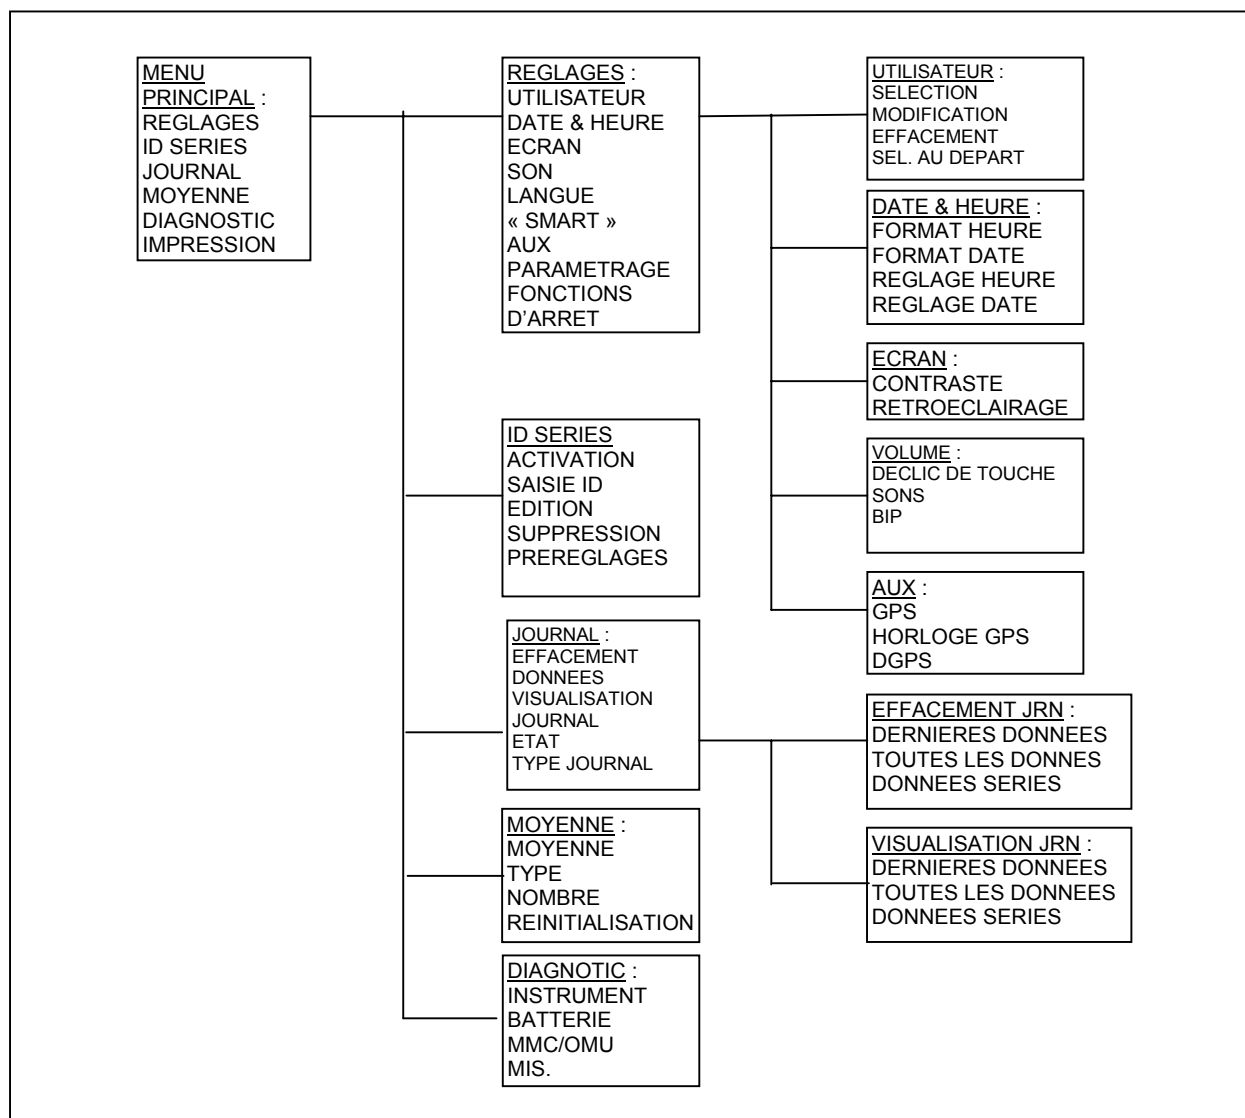 MENU
PRINCIPAL :
REGLAGES
ID SERIES
JOURNAL
MOYENNE
DIAGNOSTIC
IMPRESSION
REGLAGES :
UTILISATEUR
DATE & HEURE
ECRAN
SON
LANGUE
« SMART »
AUX
PARAMETRAGE
FONCTIONS
D'ARRET
ID SERIES
ACTIVATION
SAISIE ID
EDITION
SUPPRESSION
PREREGLAGES
JOURNAL :
EFFACEMENT
DONNEES
VISUALISATION
JOURNAL
ETAT
TYPE JOURNAL
MOYENNE :
MOYENNE
TYPE
NOMBRE
REINITIALISATION
DIAGNOTIC :
INSTRUMENT
BATTERIE
MMC/OMU
MIS.
UTILISATEUR :
SELECTION
MODIFICATION
EFFACEMENT
SEL. AU DEPART
DATE & HEURE :
FORMAT HEURE
FORMAT DATE
REGLAGE HEURE
REGLAGE DATE
ECRAN :
CONTRASTE
RETROECLAIRAGE
VOLUME :
DECLIC DE TOUCHE
SONS
BIP
AUX :
GPS
HORLOGE GPS
DGPS
EFFACEMENT JRN :
DERNIERES DONNEES
TOUTES LES DONNES
DONNEES SERIES
VISUALISATION JRN :
DERNIERES DONNEES
TOUTES LES DONNEES
DONNEES SERIES